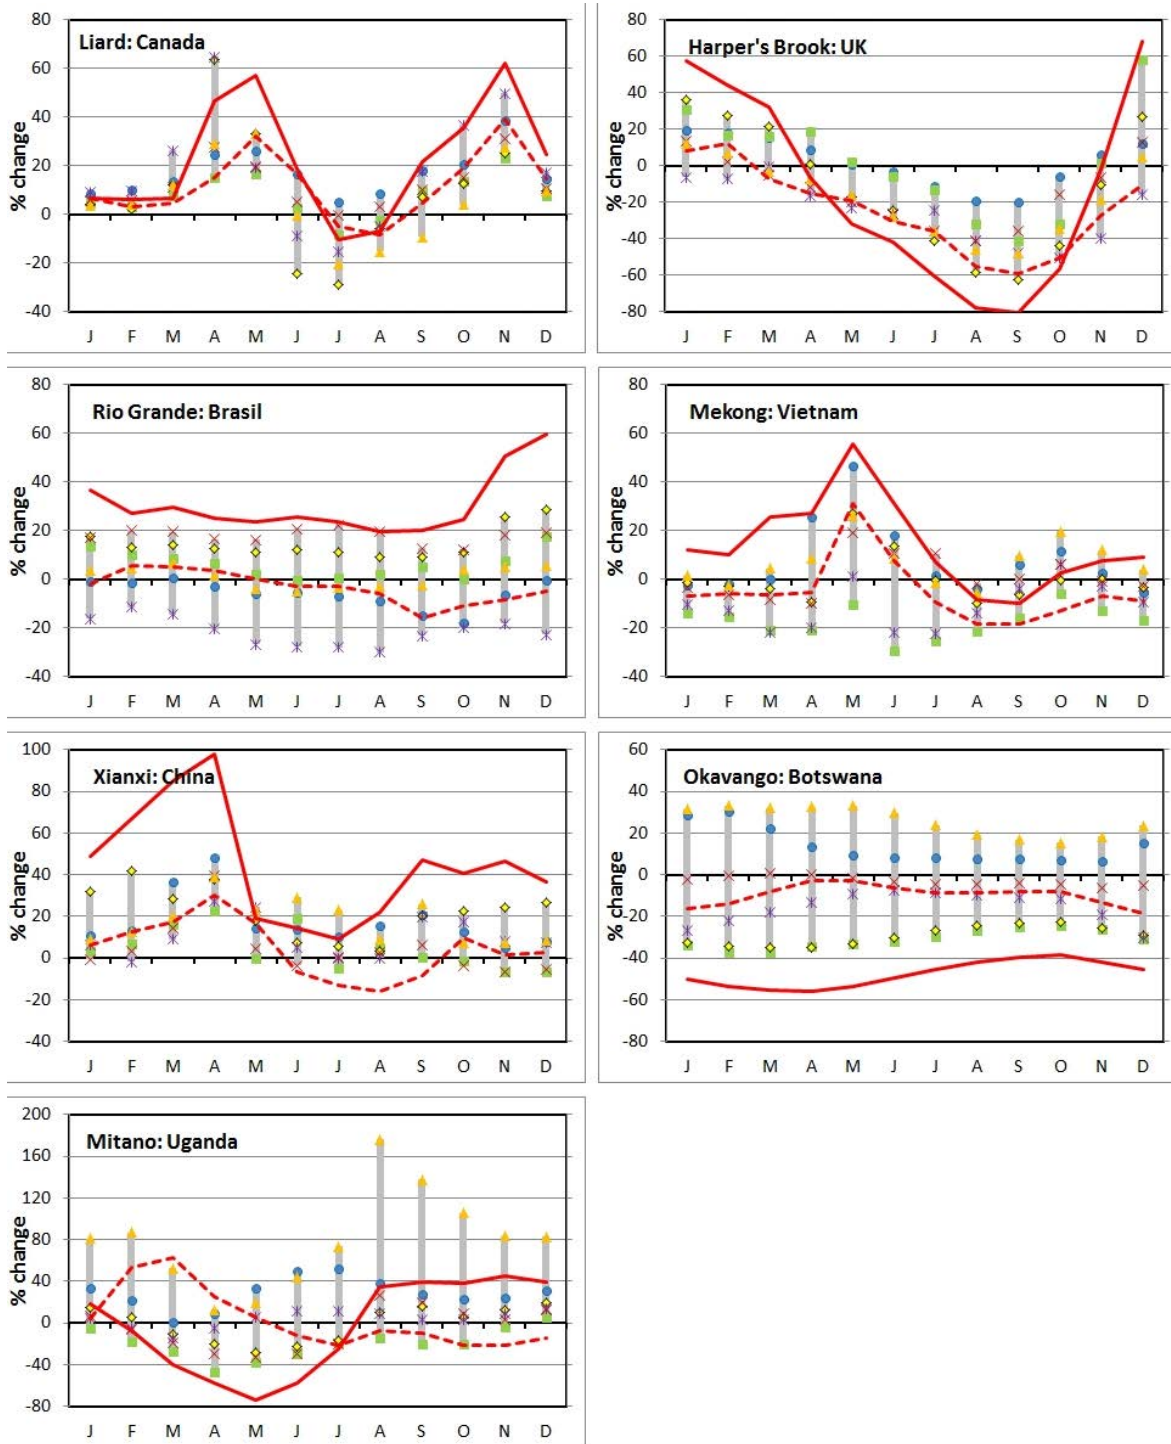 Liard: Canada
% change
80
60
40
20
0
-20
-40
J F M A M J J A S O N D
Harper's Brook: UK
% change
80
60
40
20
0
-20
-40
-60
-80
J F M A M J J A S O N D
Rio Grande: Brasil
% change
80
60
40
20
0
-20
-40
J F M A M J J A S O N D
Mekong: Vietnam
% change
80
60
40
20
0
-20
-40
J F M A M J J A S O N D
Xianxi: China
% change
100
80
60
40
20
0
-20
-40
J F M A M J J A S O N D
Okavango: Botswana
% change
60
40
20
0
-20
-40
-60
-80
J F M A M J J A S O N D
Mitano: Uganda
% change
200
160
120
80
40
0
-40
-80
J F M A M J J A S O N D